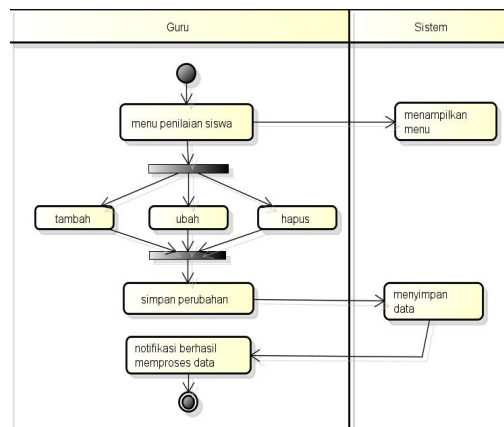 Guru
Sistem
menu penilaian siswa
menampilkan
menu
tambah
ubah
hapus
simpan perubahan
menyimpan
data
notifikasi berhasil
memproses data